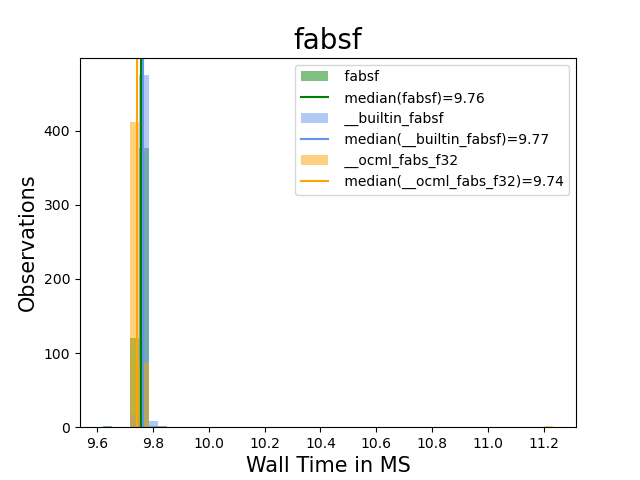 fabsf
fabsf
median(fabsf)=9.76
__builtin_fabsf
median(__builtin_fabsf)=9.77
__ocml_fabs_f32
median(__ocml_fabs_f32)=9.74
Observations
400
300
200
100
0
9.6 9.8 10.0 10.2 10.4 10.6 10.8 11.0 11.2
Wall Time in MS